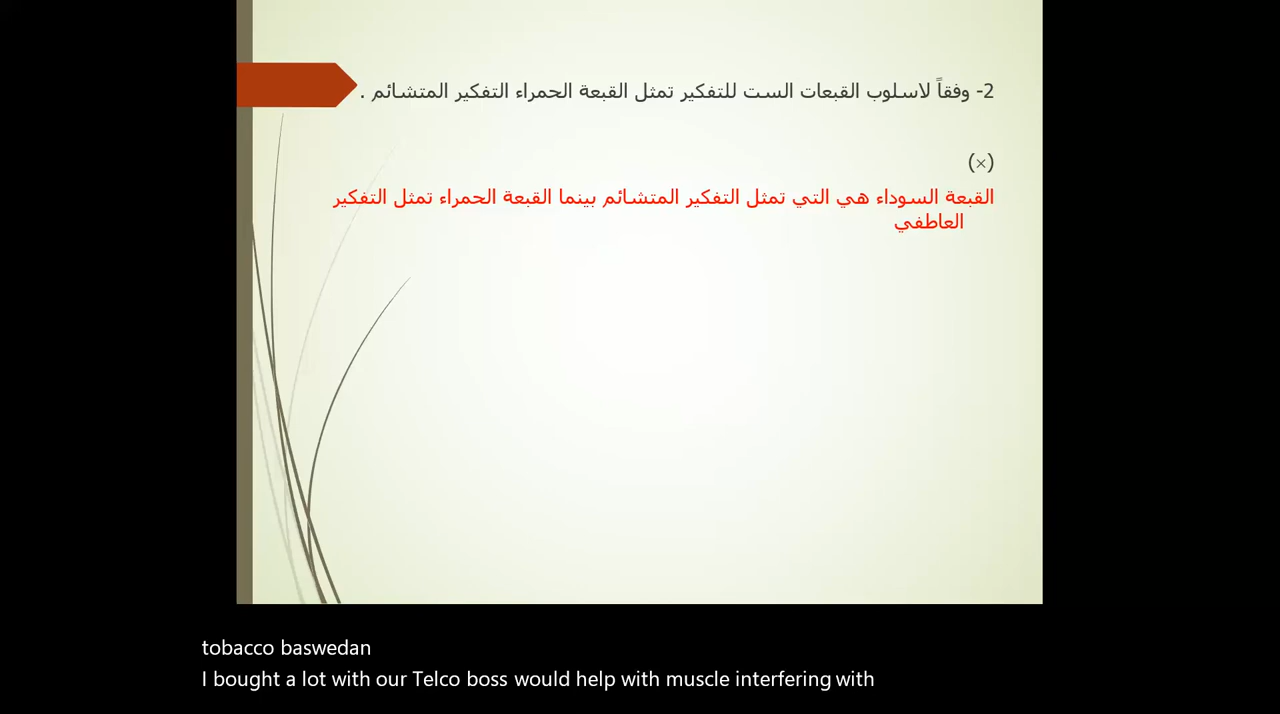 2- وفقاً لاسلوب القبعات الست للتفكير تمثل القبعة الحمراء التفكير المتشائم .
(×)
القبعة السوداء هي التي تمثل التفكير المتشائم بينما القبعة الحمراء تمثل التفكير
العاطفي
tobacco baswedan
I bought a lot with our Telco boss would help with muscle interfering with